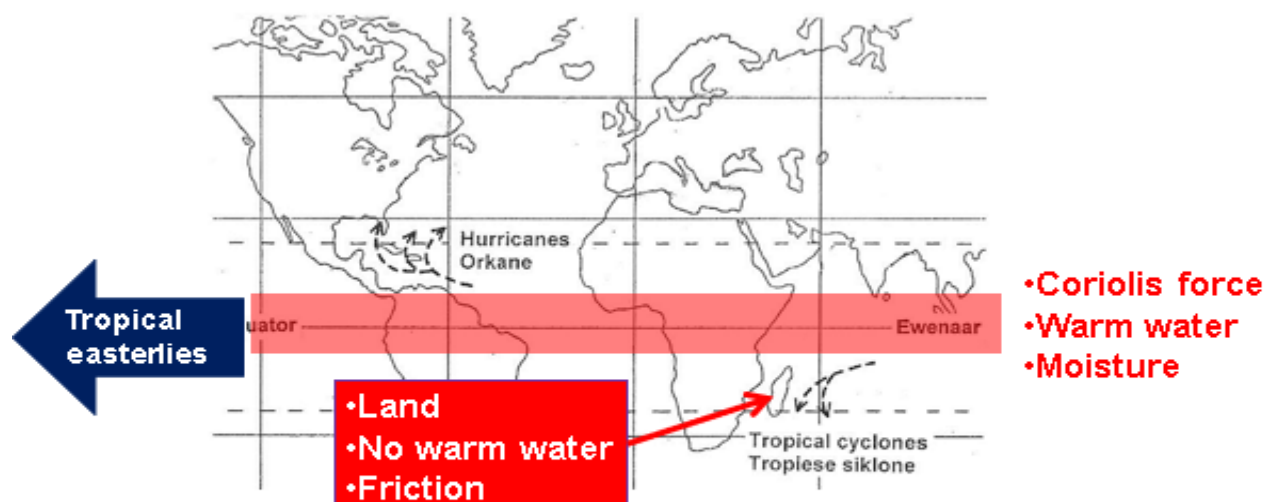 Hurricanes
Orkane
Tropical
easterlies
uator
Ewenaar
•Coriolis force
•Warm water
•Moisture
•Land
•No warm water
•Friction
Tropical cyclones
Tropiese siklone